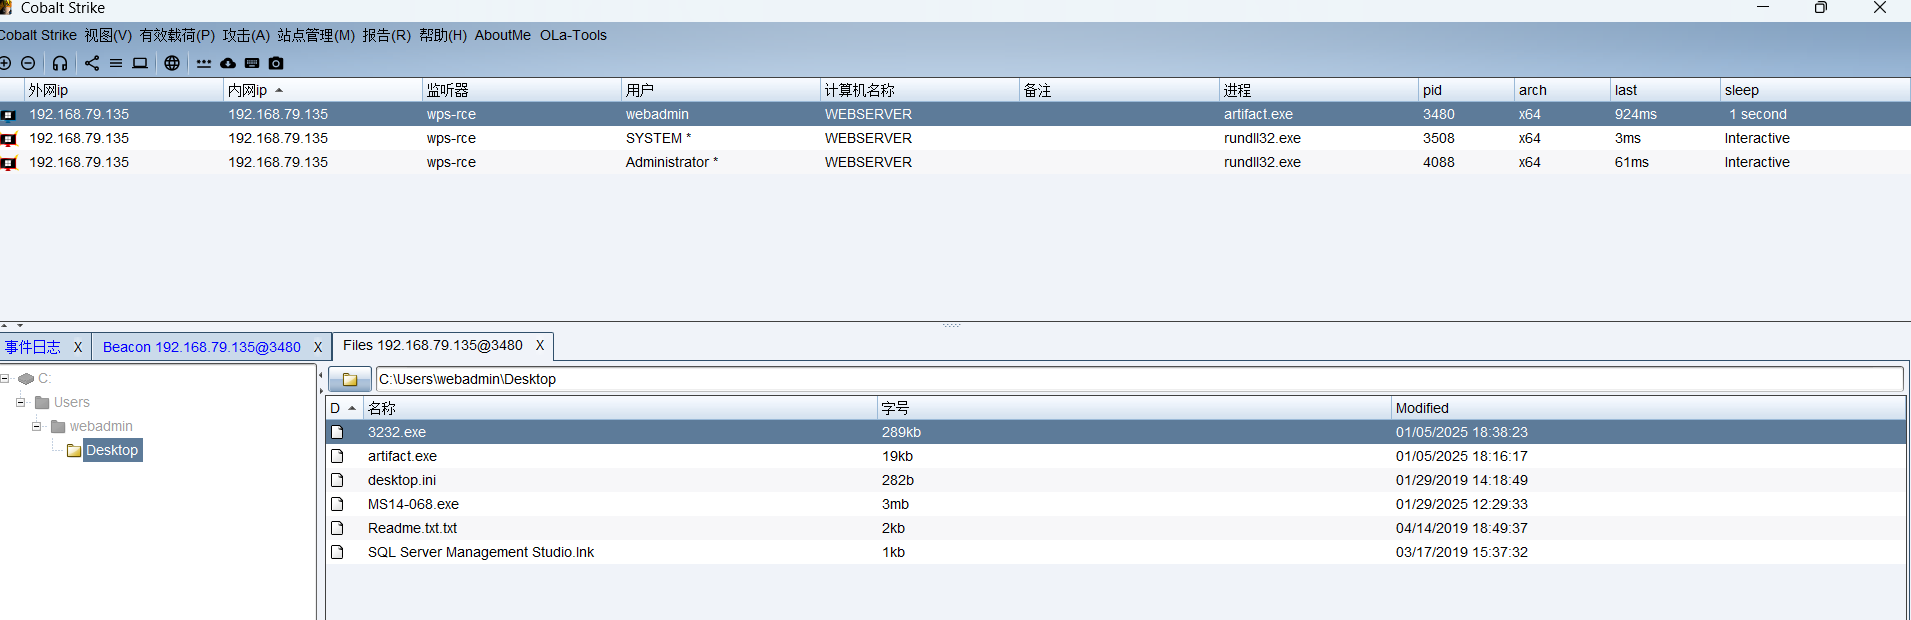 Cobalt Strike
Cobalt Strike 视图(V) 有效载荷(P) 攻击(A) 站点管理(M) 报告(R) 帮助(H) AboutMe OLa-Tools
外网ip 内网ip 监听器 用户 计算机名称 备注 进程 pid arch last sleep
192.168.79.135 192.168.79.135 wps-rce webadmin WEBSERVER artifact.exe 3480 x64 924ms 1 second
192.168.79.135 192.168.79.135 wps-rce SYSTEM * WEBSERVER rundll32.exe 3508 x64 3ms Interactive
192.168.79.135 192.168.79.135 wps-rce Administrator * WEBSERVER rundll32.exe 4088 x64 61ms Interactive
事件日志 X Beacon 192.168.79.135@3480 X Files 192.168.79.135@3480 X
C:
Users
webadmin
Desktop
C:\Users\webadmin\Desktop
D 名称 字号 Modified
3232.exe 289kb 01/05/2025 18:38:23
artifact.exe 19kb 01/05/2025 18:16:17
desktop.ini 282b 01/29/2019 14:18:49
MS14-068.exe 3mb 01/29/2025 12:29:33
Readme.txt.txt 2kb 04/14/2019 18:49:37
SQL Server Management Studio.lnk 1kb 03/17/2019 15:37:32